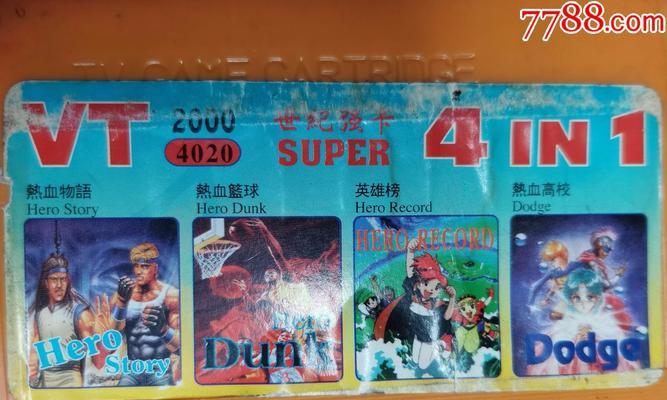 7788.com
TV GAME CARTRIDGE
VT 2000 世紀强卡 4 IN 1
4020 SUPER
熱血物語 熱血籃球 英雄榜 熱血高校
Hero Story Hero Dunk Hero Record Dodge
HERO RECORD
Hero Story Hero Dunk Dodge